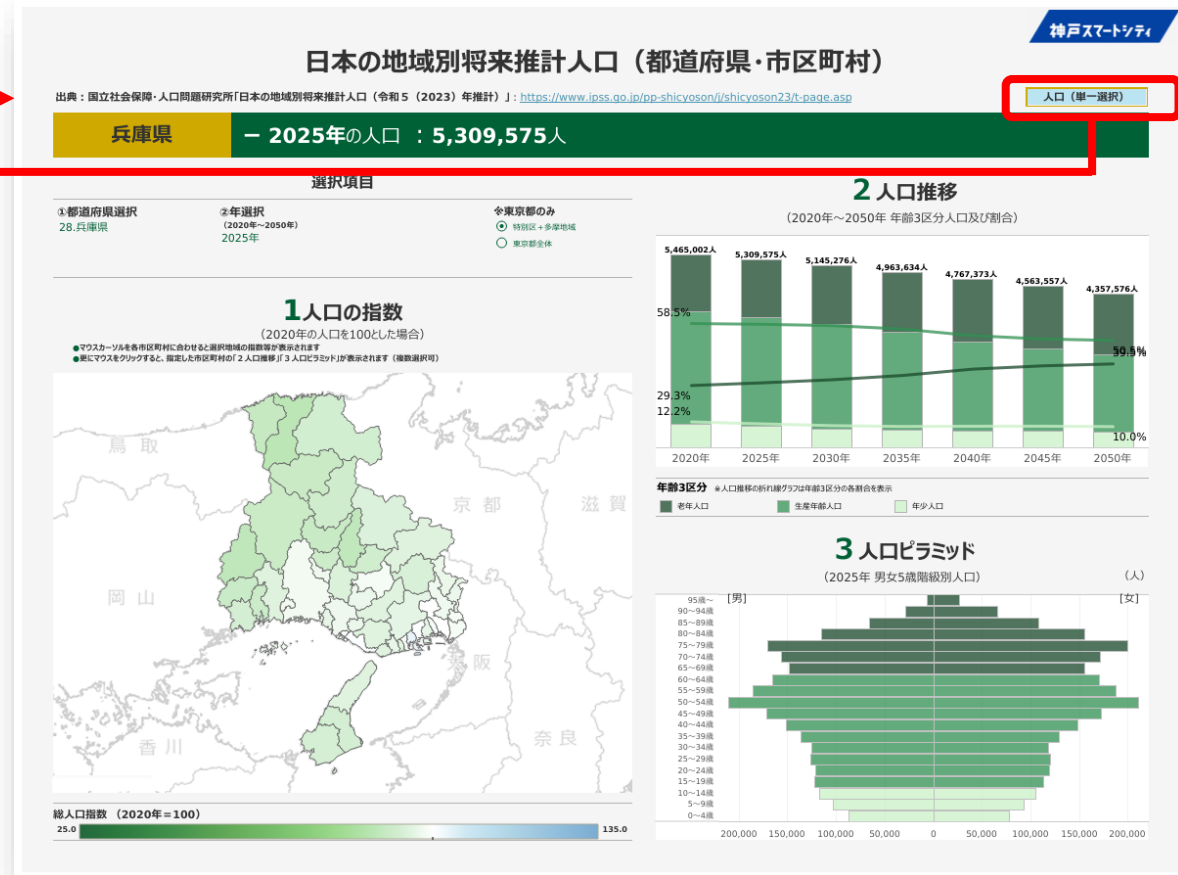 神戸スマートシティ
日本の地域別将来推計人口（都道府県・市区町村）
出典：国立社会保障・人口問題研究所「日本の地域別将来推計人口（令和５（2023）年推計）」: https://www.ipss.go.jp/pp-shicyoson/j/shicyoson23/t-page.asp
人口（単一選択）
兵庫県
− 2025年の人口 ：5,309,575人
選択項目
①都道府県選択
28.兵庫県
②年選択
(2020年～2050年)
2025年
※東京都のみ
特別区＋多摩地域
東京都全体
1人口の指数
（2020年の人口を100とした場合）
●マウスカーソルを各市区町村に合わせると選択地域の指数等が表示されます
●更にマウスをクリックすると、指定した市区町村の「２人口推移」「３人口ピラミッド」が表示されます（複数選択可）
鳥取
京都
滋賀
岡山
大阪
香川
奈良
総人口指数 （2020年＝100）
25.0
135.0
2 人口推移
（2020年～2050年 年齢3区分人口及び割合）
5,465,002人
5,309,575人
5,145,276人
4,963,634人
4,767,373人
4,563,557人
4,357,576人
58.5%
50.5%
39.5%
29.3%
12.2%
10.0%
2020年 2025年 2030年 2035年 2040年 2045年 2050年
年齢3区分 ※人口推移の折れ線グラフは年齢3区分の各割合を表示
老年人口 生産年齢人口 年少人口
3 人口ピラミッド
（2025年 男女5歳階級別人口）
（人）
[男]
[女]
95歳～
90～94歳
85～89歳
80～84歳
75～79歳
70～74歳
65～69歳
60～64歳
55～59歳
50～54歳
45～49歳
40～44歳
35～39歳
30～34歳
25～29歳
20～24歳
15～19歳
10～14歳
5～9歳
0～4歳
200,000 150,000 100,000 50,000 0 50,000 100,000 150,000 200,000